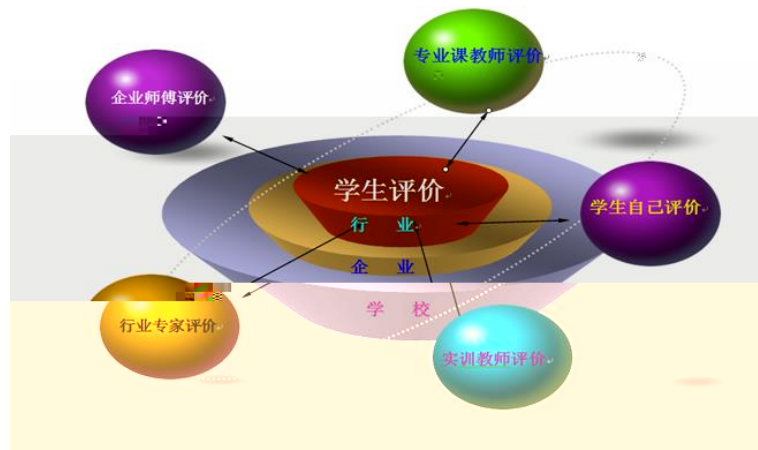 专业课教师评价
企业师傅评价
学生评价
学生自己评价
行 业
企 业
学 校
行业专家评价
实训教师评价